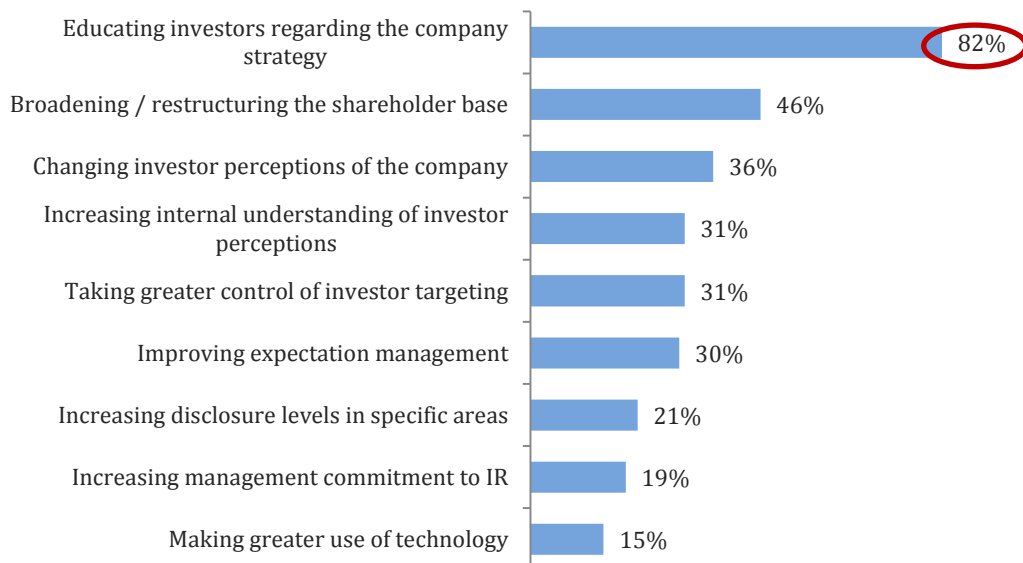 Educating investors regarding the company
strategy
82%
Broadening / restructuring the shareholder base
46%
Changing investor perceptions of the company
36%
Increasing internal understanding of investor
perceptions
31%
Taking greater control of investor targeting
31%
Improving expectation management
30%
Increasing disclosure levels in specific areas
21%
Increasing management commitment to IR
19%
Making greater use of technology
15%